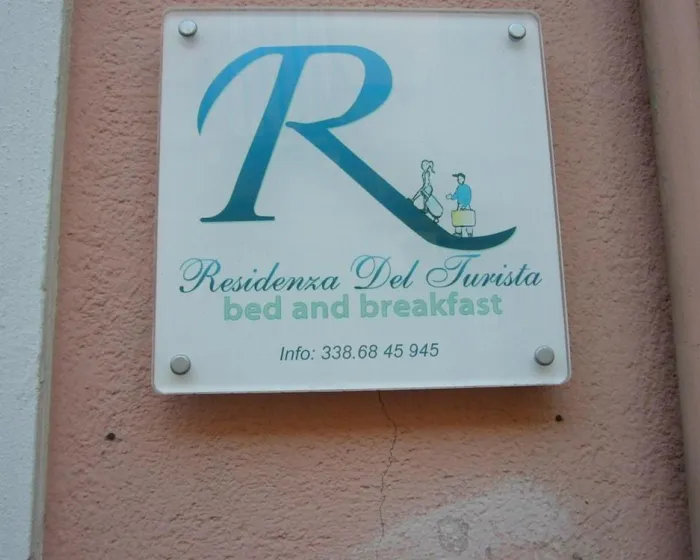 R
Residenza Del Turista
bed and breakfast
Info: 338.68 45 945